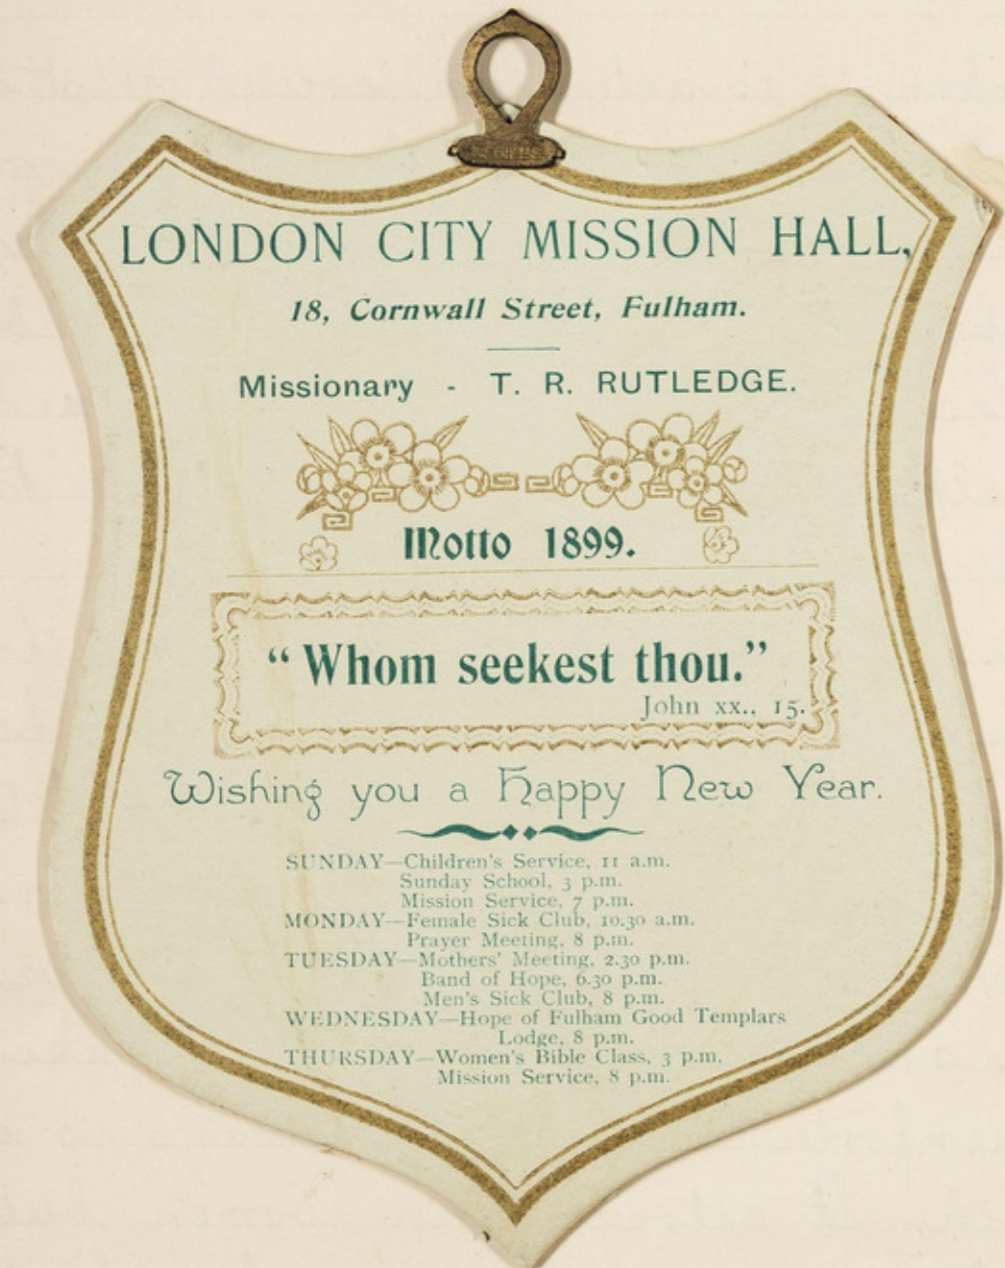 LONDON CITY MISSION HALL,
18, Cornwall Street, Fulham.
Missionary - T. R. RUTLEDGE.
Motto 1899.
“Whom seekest thou.”
John xx., 15.
Wishing you a Happy New Year.
SUNDAY—Children's Service, 11 a.m.
Sunday School, 3 p.m.
Mission Service, 7 p.m.
MONDAY—Female Sick Club, 10.30 a.m.
Prayer Meeting, 8 p.m.
TUESDAY—Mothers' Meeting, 2.30 p.m.
Band of Hope, 6.30 p.m.
Men's Sick Club, 8 p.m.
WEDNESDAY—Hope of Fulham Good Templars
Lodge, 8 p.m.
THURSDAY—Women's Bible Class, 3 p.m.
Mission Service, 8 p.m.